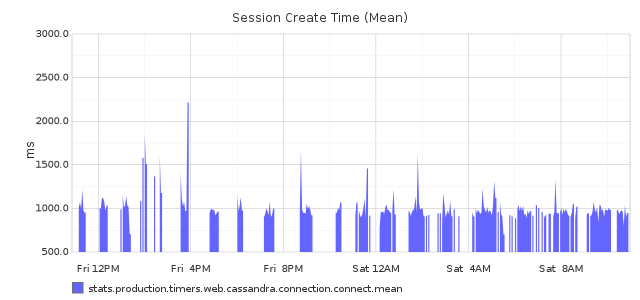 Session Create Time (Mean)
3000.0
2500.0
2000.0
1500.0
1000.0
500.0
ms
Fri 12PM Fri 4PM Fri 8PM Sat 12AM Sat 4AM Sat 8AM
stats.production.timers.web.cassandra.connection.connect.mean